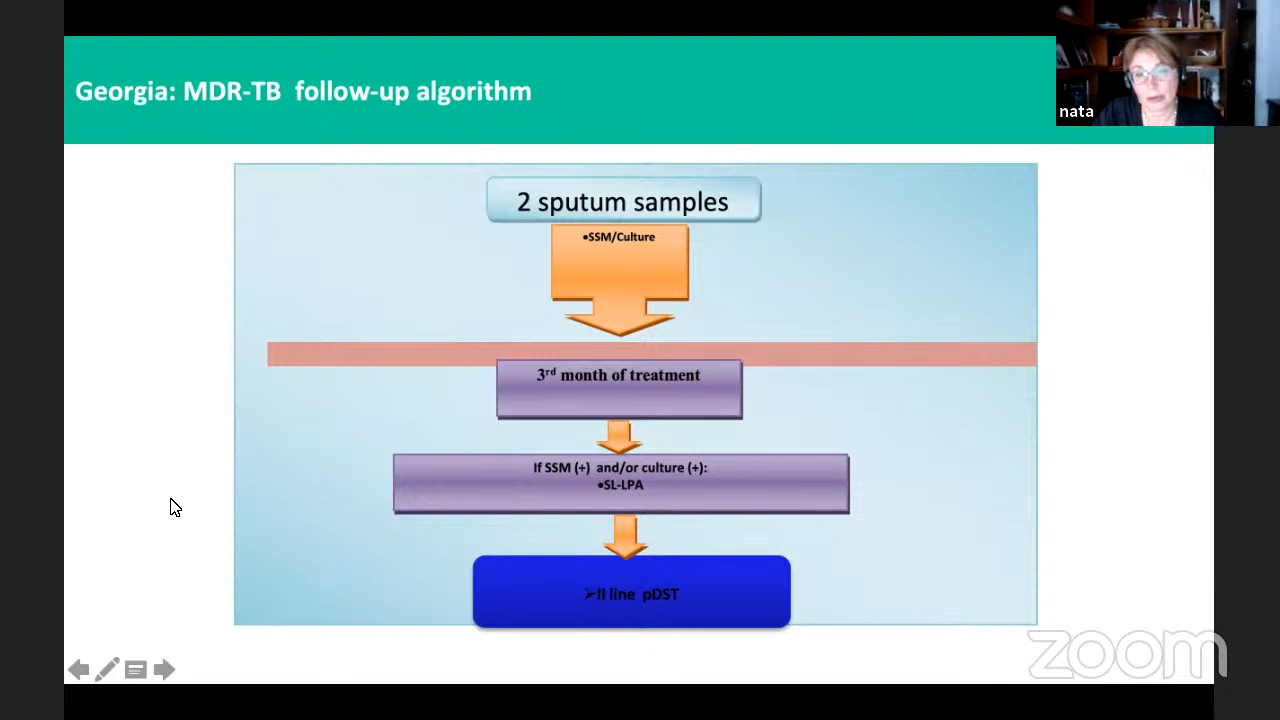 Georgia: MDR-TB  follow-up algorithm
nata
2 sputum samples
•SSM/Culture
3rd month of treatment
If SSM (+)  and/or culture (+):
•SL-LPA
➢II line  pDST
zoom